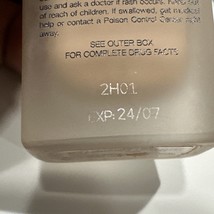 use and ask a doctor if rash occurs. Keep out
of reach of children. If swallowed, get medical
help or contact a Poison Control Center right
away.
SEE OUTER BOX
FOR COMPLETE DRUG FACTS.
2H01
EXP: 24/07